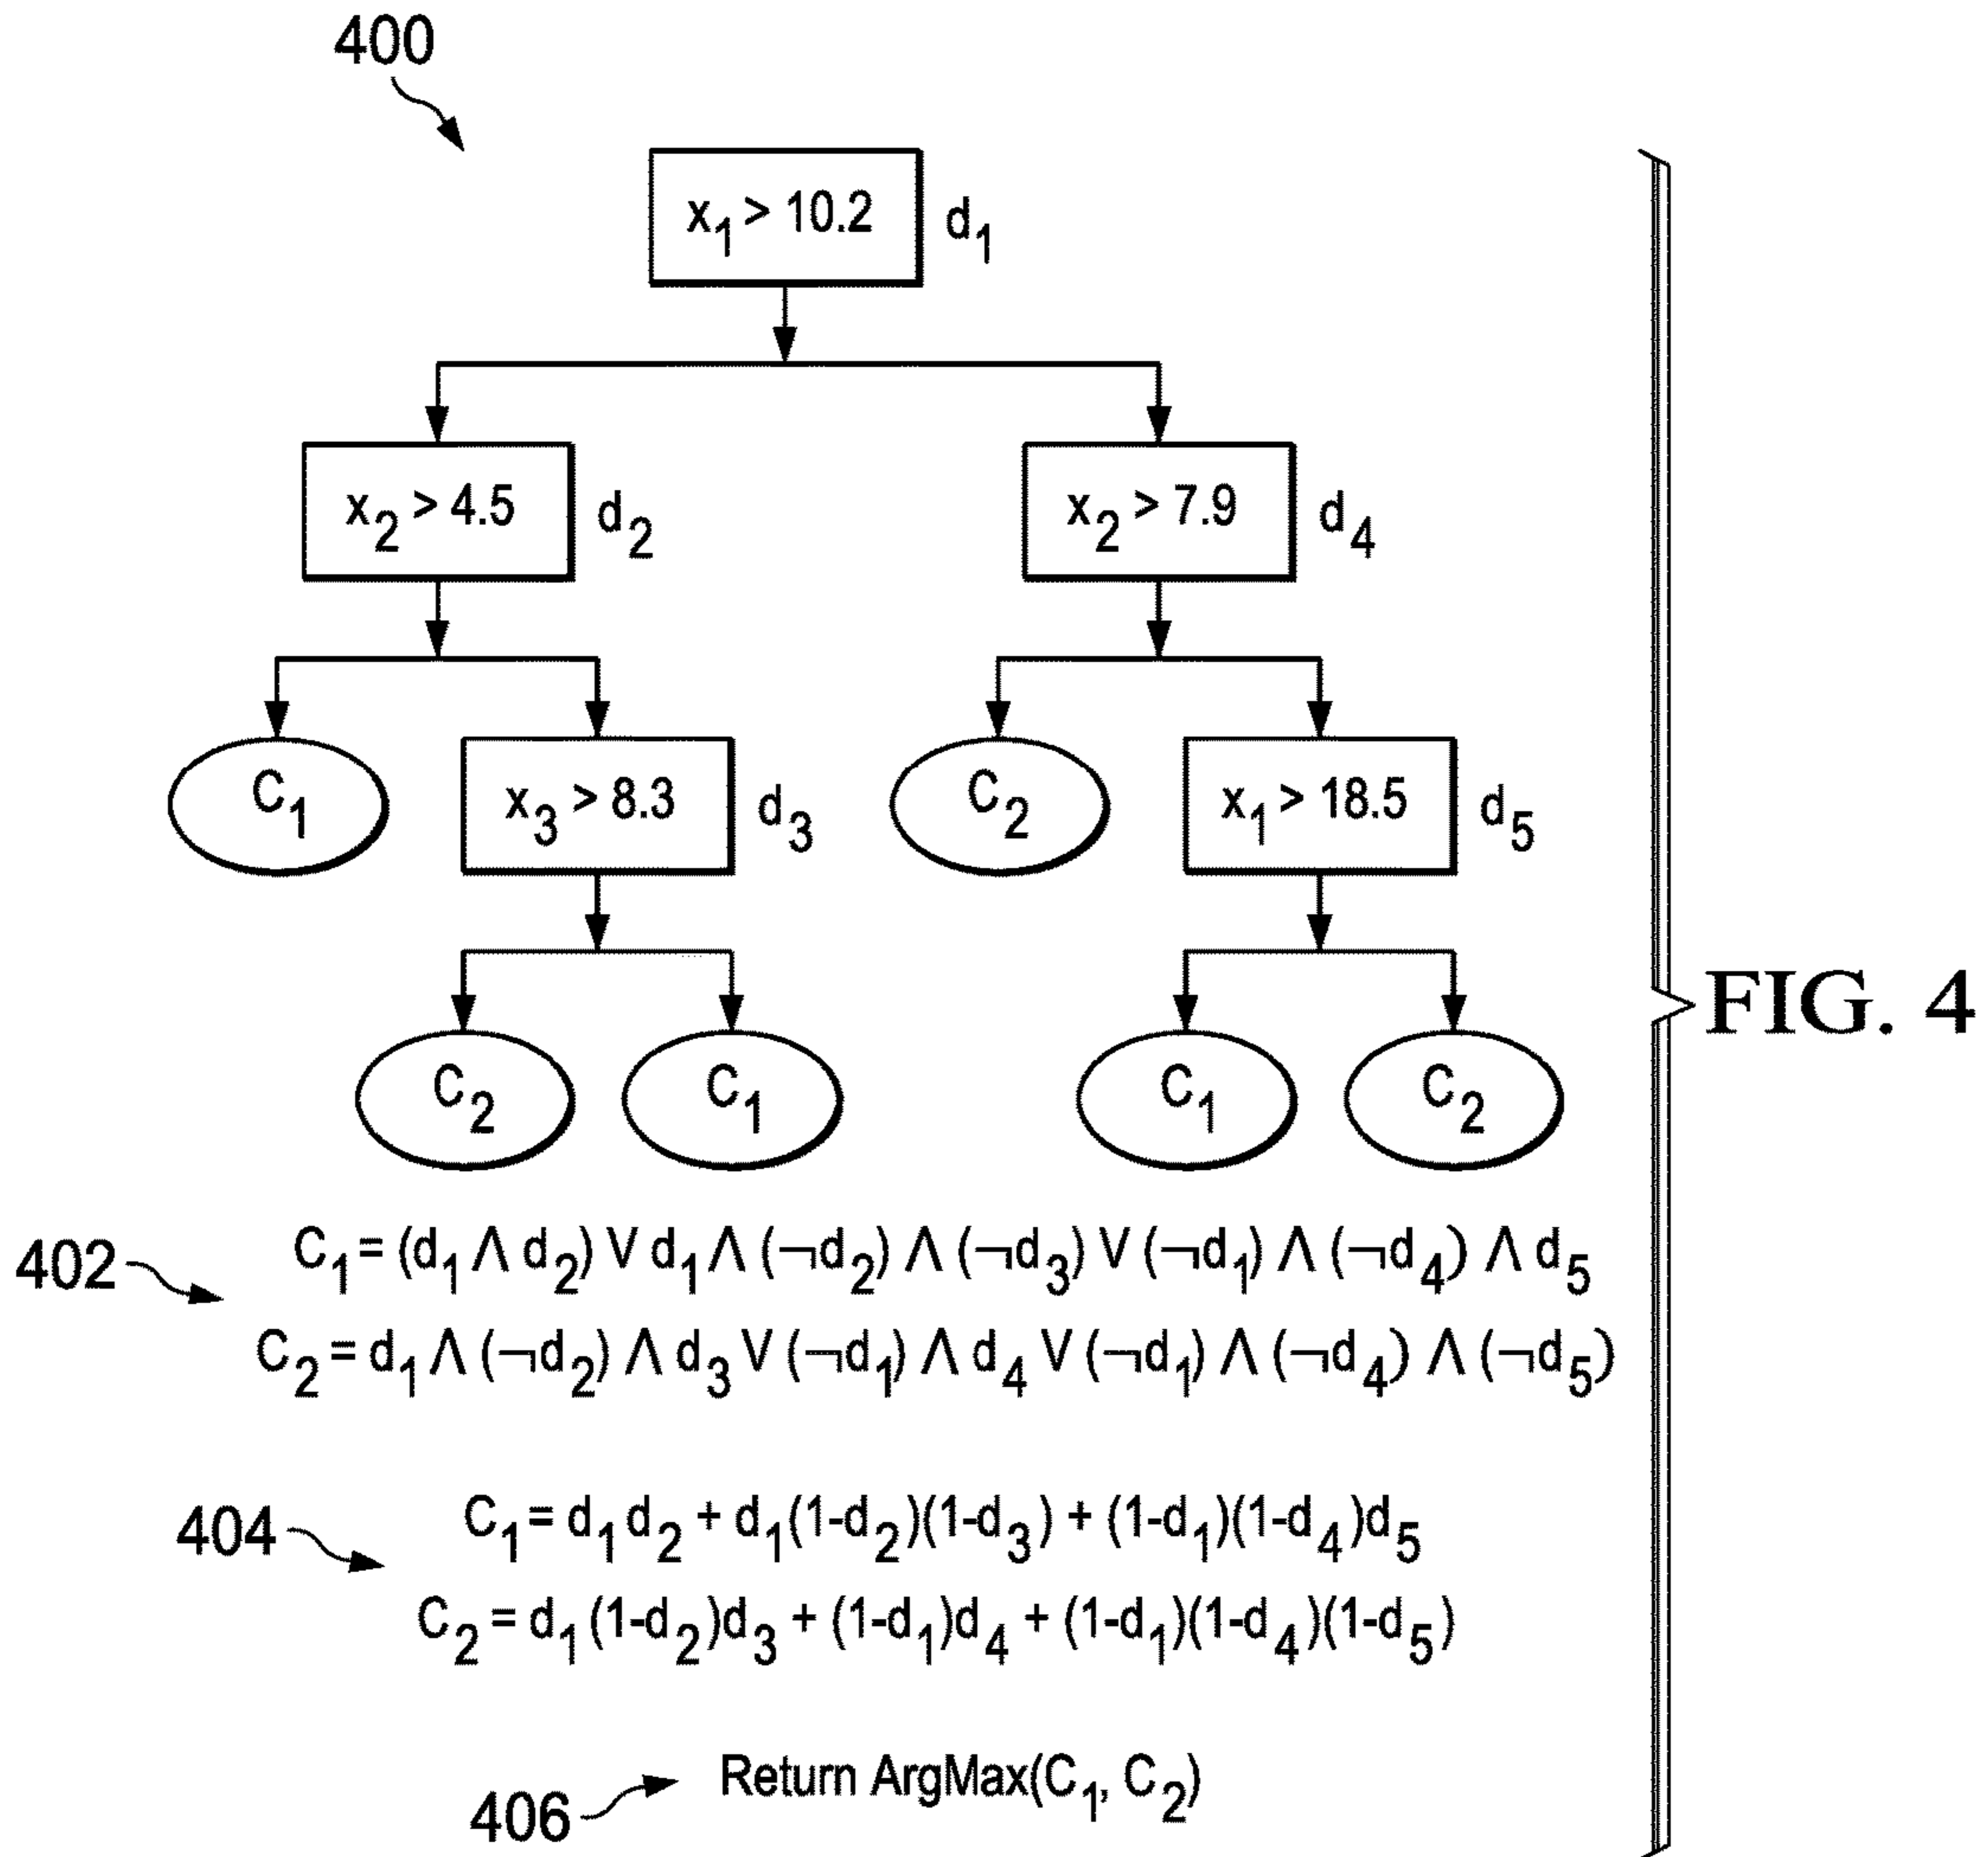 400
x₁ > 10.2 d₁
x₂ > 4.5 d₂
x₂ > 7.9 d₄
C₁
x₃ > 8.3 d₃
C₂
x₁ > 18.5 d₅
C₂
C₁
C₁
C₂
FIG. 4
402
C₁ = (d₁ ⋀ d₂) V d₁ ⋀ (¬d₂) ⋀ (¬d₃) V (¬d₁) ⋀ (¬d₄) ⋀ d₅
C₂ = d₁ ⋀ (¬d₂) ⋀ d₃ V (¬d₁) ⋀ d₄ V (¬d₁) ⋀ (¬d₄) ⋀ (¬d₅)
404
C₁ = d₁ d₂ + d₁(1-d₂)(1-d₃) + (1-d₁)(1-d₄)d₅
C₂ = d₁ (1-d₂)d₃ + (1-d₁)d₄ + (1-d₁)(1-d₄)(1-d₅)
406
Return ArgMax(C₁, C₂)